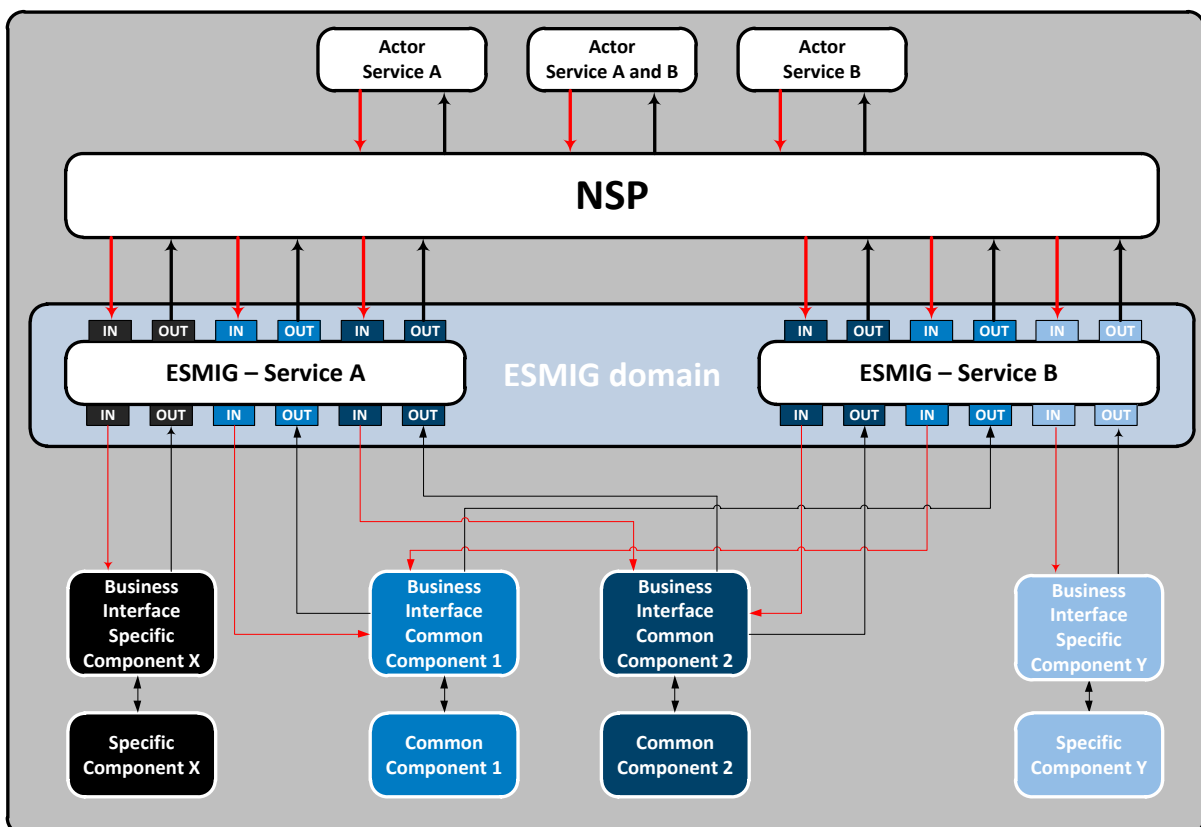 Actor
Service A
Actor
Service A and B
Actor
Service B
NSP
IN OUT IN OUT IN OUT
IN OUT IN OUT IN OUT
ESMIG – Service A
ESMIG domain
ESMIG – Service B
IN OUT IN OUT IN OUT
IN OUT IN OUT IN OUT
Business
Interface
Specific
Component X
Business
Interface
Common
Component 1
Business
Interface
Common
Component 2
Business
Interface
Specific
Component Y
Specific
Component X
Common
Component 1
Common
Component 2
Specific
Component Y